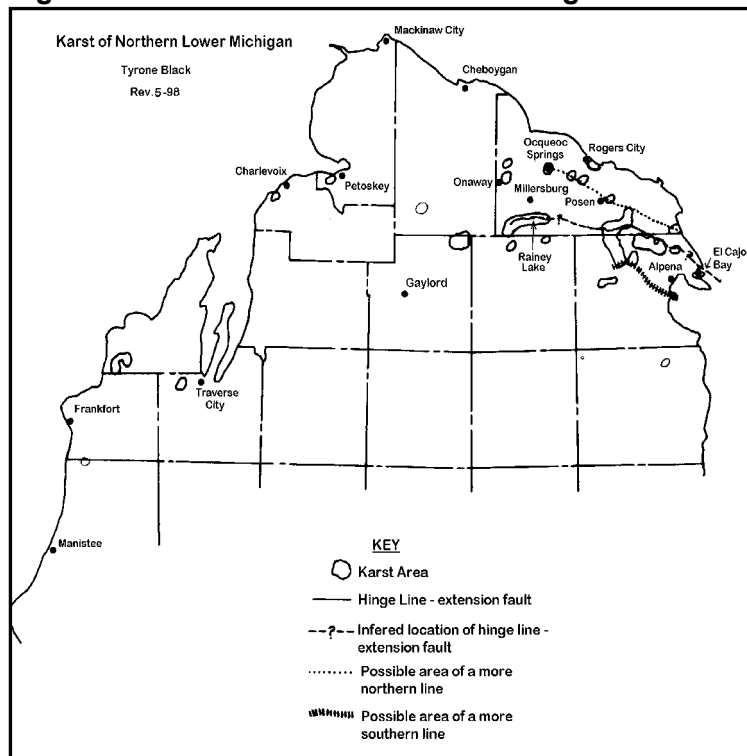 Karst of Northern Lower Michigan
Tyrone Black
Rev. 5-98
Mackinaw City
Cheboygan
Ocqueoc
Springs
Rogers City
Charlevoix
Petoskey
Onaway
Millersburg
Posen
?
?
Rainey
Lake
El Cajo
Bay
Alpena
Gaylord
Traverse
City
Frankfort
Manistee
KEY
Karst Area
Hinge Line - extension fault
--?-- Infered location of hinge line -
extension fault
Possible area of a more
northern line
Possible area of a more
southern line